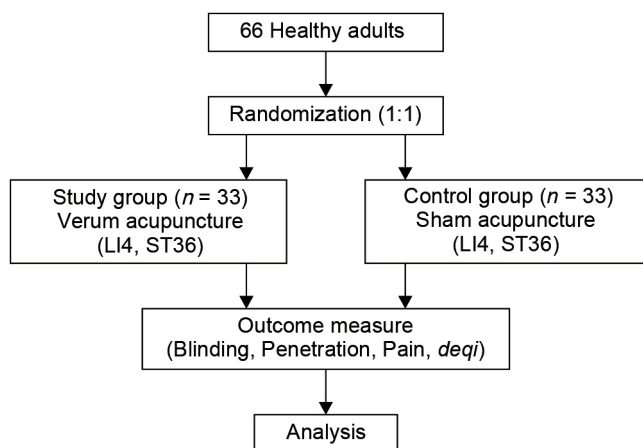 66 Healthy adults
Randomization (1:1)
Study group (n = 33)
Verum acupuncture
(LI4, ST36)
Control group (n = 33)
Sham acupuncture
(LI4, ST36)
Outcome measure
(Blinding, Penetration, Pain, deqi)
Analysis